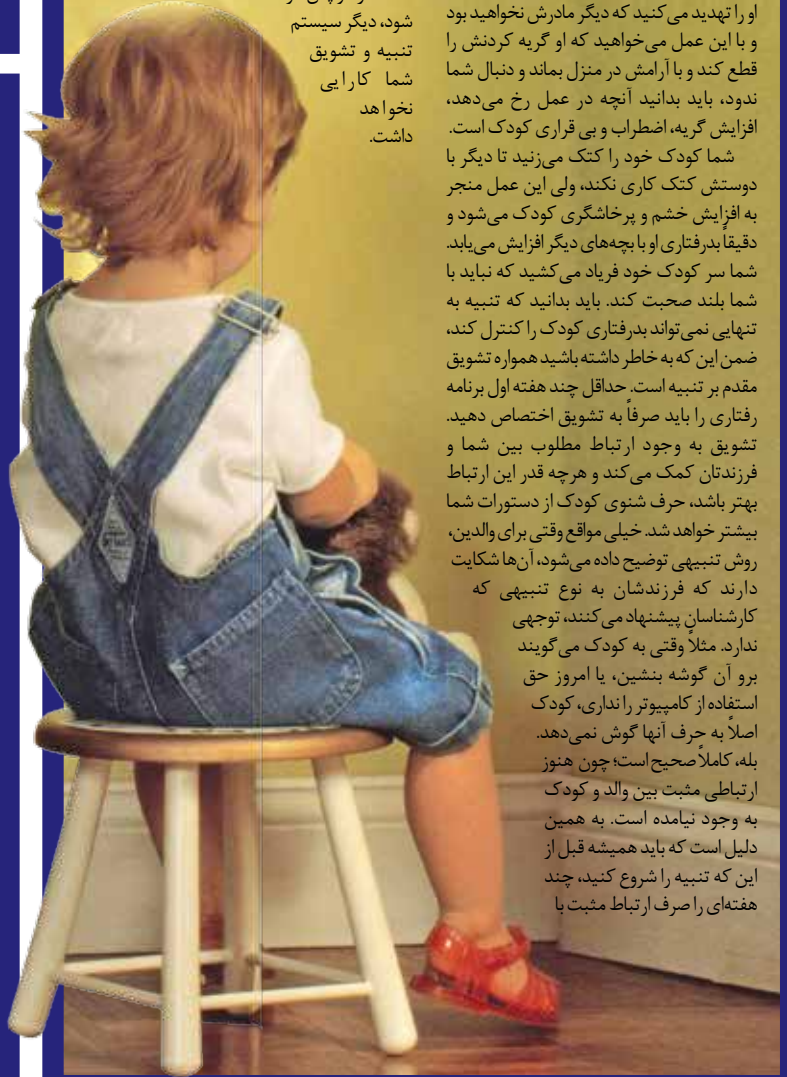 او را تهدید می‌کنید که دیگر مادرش نخواهید بود
و با این عمل می‌خواهید که او گریه کردنش را
قطع کند و با آرامش در منزل بماند و دنبال شما
ندود، باید بدانید آنچه در عمل رخ می‌دهد،
افزایش گریه، اضطراب و بی قراری کودک است.
شما کودک خود را کتک می‌زنید تا دیگر با
دوستش کتک کاری نکند، ولی این عمل منجر
به افزایش خشم و پرخاشگری کودک می‌شود و
دقیقاً بدرفتاری او با بچه‌های دیگر افزایش می‌یابد.
شما سر کودک خود فریاد می‌کشید که نباید با
شما بلند صحبت کند. باید بدانید که تنبیه به
تنهایی نمی‌تواند بدرفتاری کودک را کنترل کند،
ضمن این که به خاطر داشته باشید همواره تشویق
مقدم بر تنبیه است. حداقل چند هفته اول برنامه
رفتاری را باید صرفاً به تشویق اختصاص دهید.
تشویق به وجود ارتباط مطلوب بین شما و
فرزندتان کمک می‌کند و هرچه قدر این ارتباط
بهتر باشد، حرف شنوی کودک از دستورات شما
بیشتر خواهد شد. خیلی مواقع وقتی برای والدین،
روش تنبیهی توضیح داده می‌شود، آن‌ها شکایت
دارند که فرزندشان به نوع تنبیهی که
کارشناسان پیشنهاد می‌کنند، توجهی
ندارد. مثلاً وقتی به کودک می‌گویند
برو آن گوشه بنشین، یا امروز حق
استفاده از کامپیوتر را نداری، کودک
اصلاً به حرف آنها گوش نمی‌دهد.
بله، کاملاً صحیح است؛ چون هنوز
ارتباطی مثبت بین والد و کودک
به وجود نیامده است. به همین
دلیل است که باید همیشه قبل از
این که تنبیه را شروع کنید، چند
هفته‌ای را صرف ارتباط مثبت با
شود، دیگر سیستم
تنبیه و تشویق
شما کارایی
نخواهد
داشت.